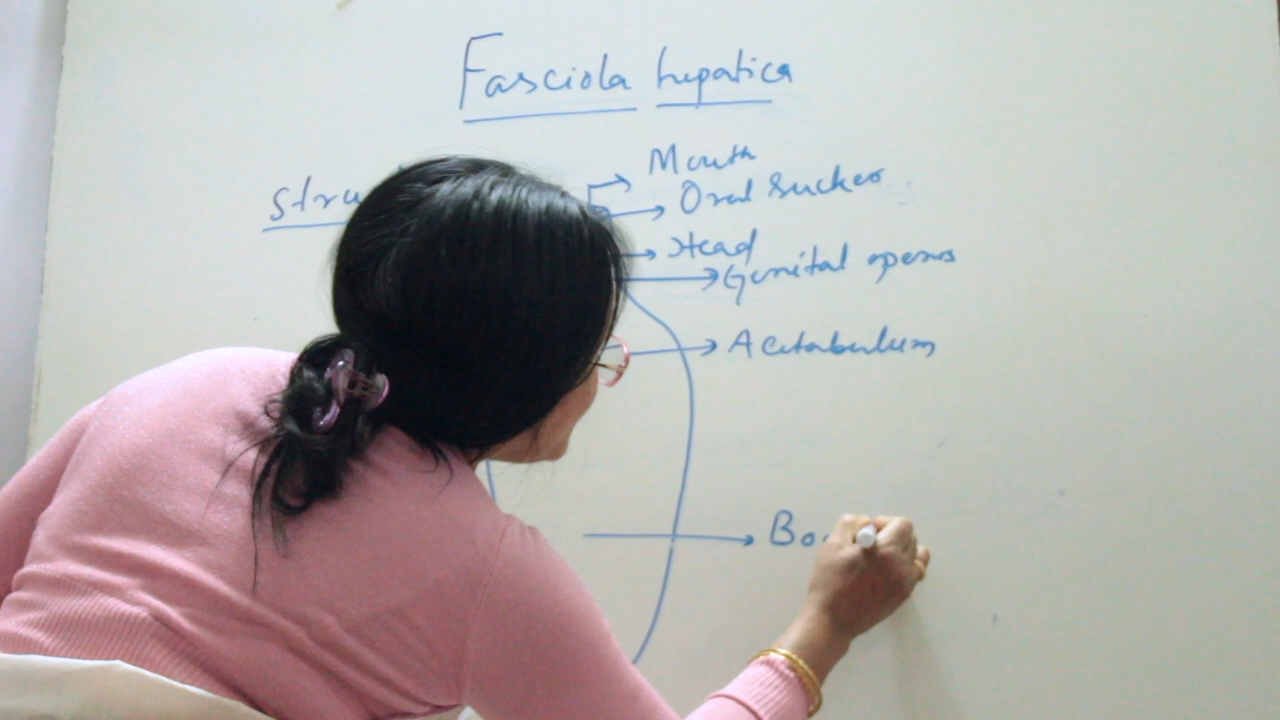 Fasciola hepatica
Stru
Mouth
Oral Sucker
Head
Genital opens
Acetabulum
Bo